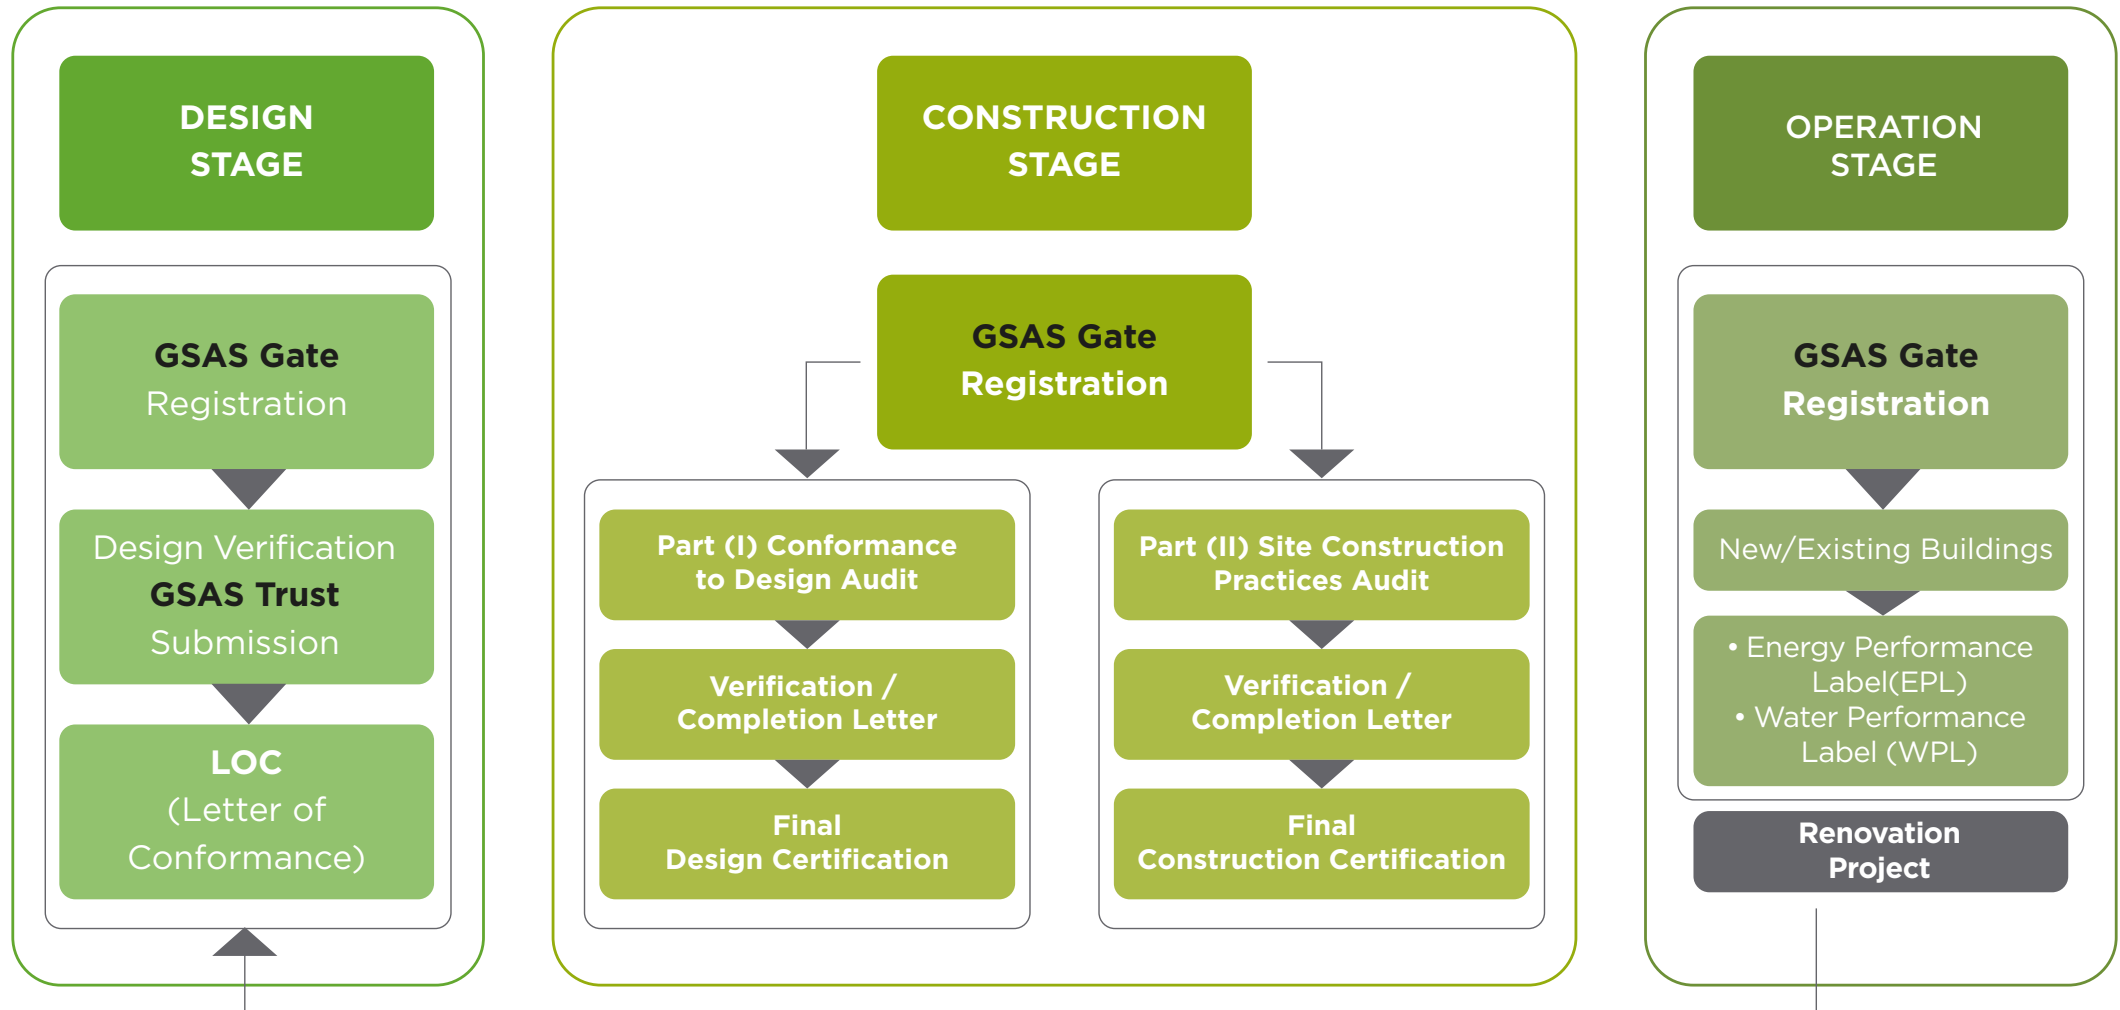 DESIGN
STAGE
GSAS Gate
Registration
Design Verification
GSAS Trust
Submission
LOC
(Letter of
Conformance)
CONSTRUCTION
STAGE
GSAS Gate
Registration
Part (I) Conformance
to Design Audit
Verification /
Completion Letter
Final
Design Certification
Part (II) Site Construction
Practices Audit
Verification /
Completion Letter
Final
Construction Certification
OPERATION
STAGE
GSAS Gate
Registration
New/Existing Buildings
• Energy Performance
Label(EPL)
• Water Performance
Label (WPL)
Renovation
Project